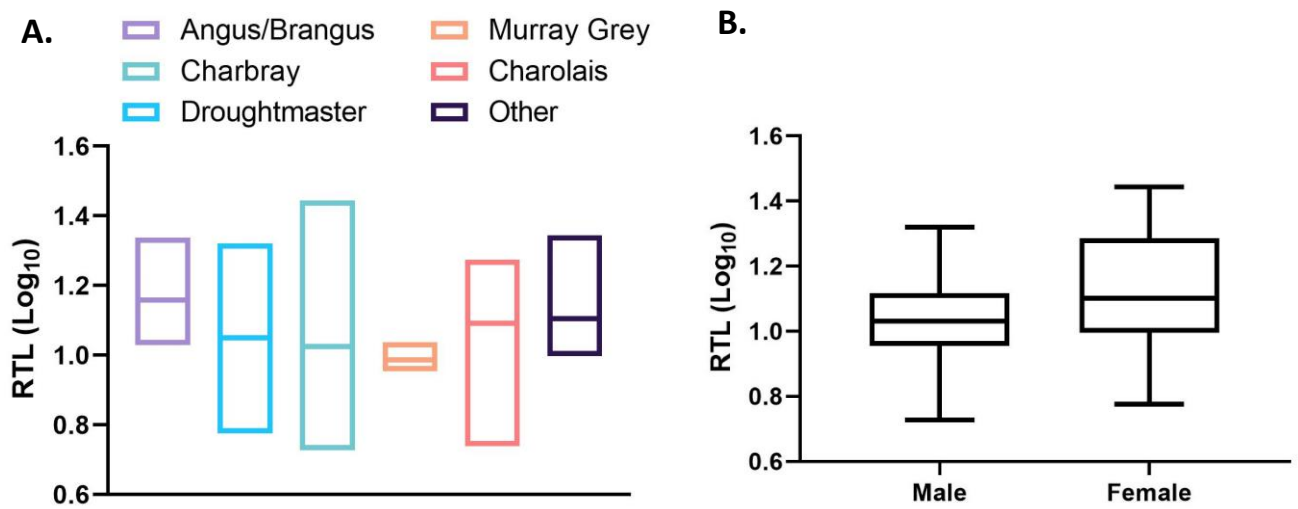 A.
Angus/Brangus
Murray Grey
Charbray
Charolais
Droughtmaster
Other
RTL (Log₁₀)
1.6
1.4
1.2
1.0
0.8
0.6
B.
RTL (Log₁₀)
1.6
1.4
1.2
1.0
0.8
0.6
Male Female